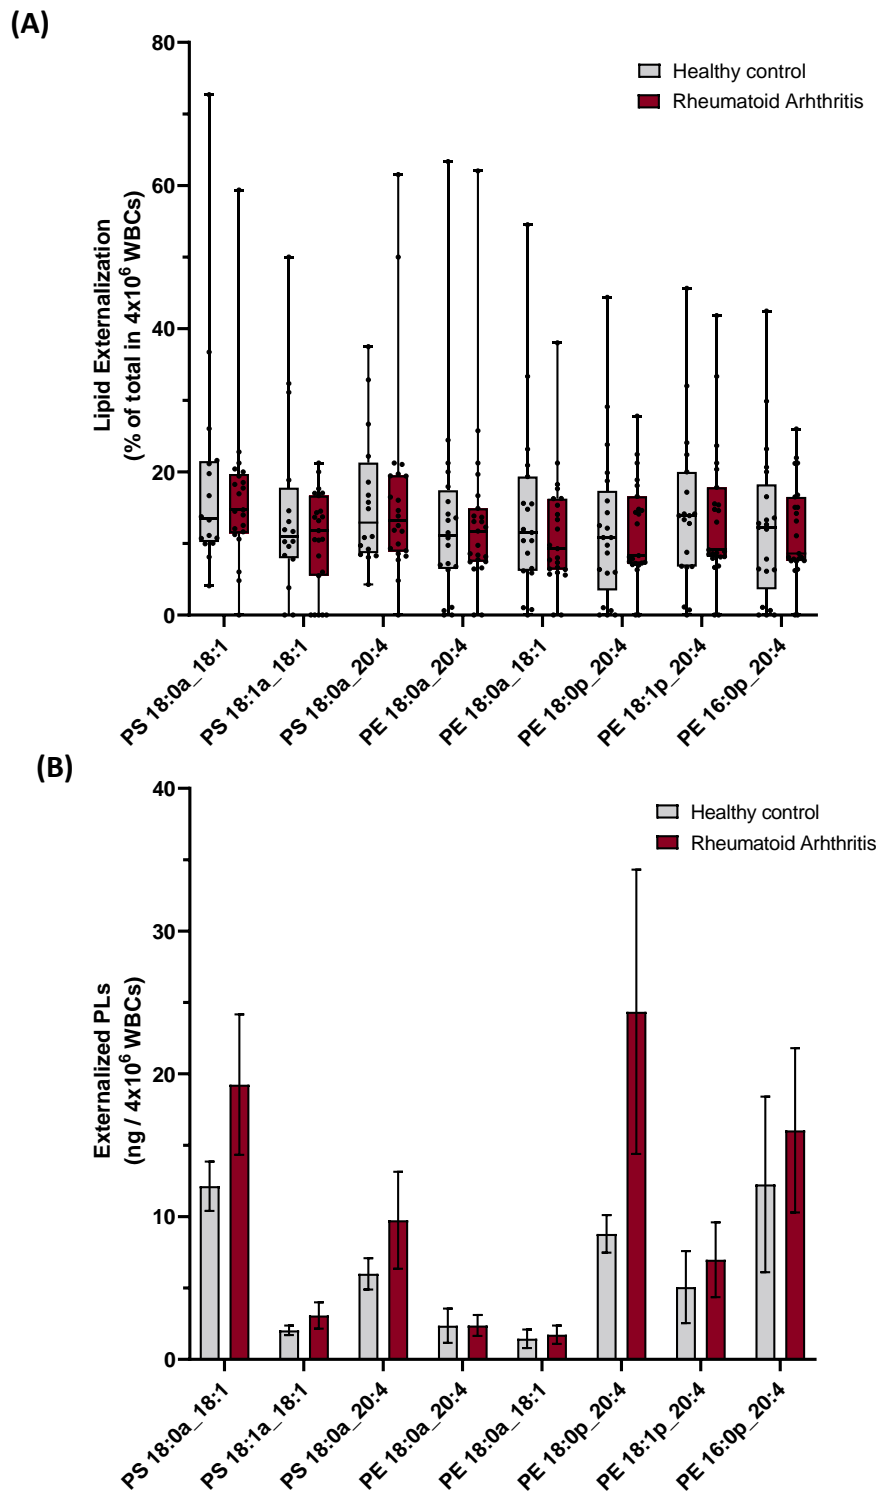 (A)
80
60
40
20
0
Lipid Externalization
(% of total in 4x10⁶ WBCs)
Healthy control
Rheumatoid Arhthritis
PS 18:0a_18:1
PS 18:1a_18:1
PS 18:0a_20:4
PE 18:0a_20:4
PE 18:0a_18:1
PE 18:0p_20:4
PE 18:1p_20:4
PE 16:0p_20:4
(B)
40
30
20
10
0
Externalized PLs
(ng / 4x10⁶ WBCs)
Healthy control
Rheumatoid Arhthritis
PS 18:0a_18:1
PS 18:1a_18:1
PS 18:0a_20:4
PE 18:0a_20:4
PE 18:0a_18:1
PE 18:0p_20:4
PE 18:1p_20:4
PE 16:0p_20:4